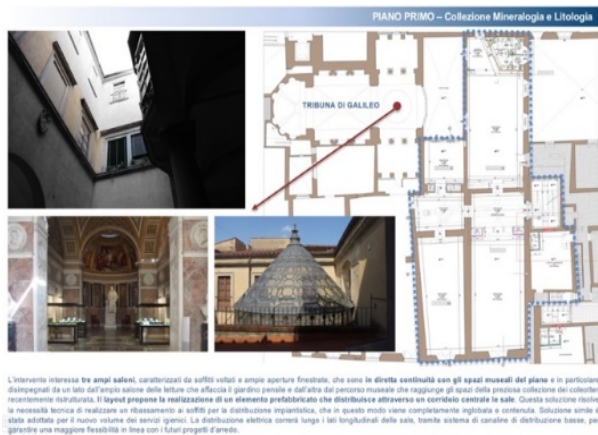 PIANO PRIMO – Collezione Mineralogia e Litologia
TRIBUNA DI GALILEO
L'intervento interessa tre ampi saloni, caratterizzati da soffitti voltati e ampie aperture finestrate, che sono in diretta continuità con gli spazi museali del piano e in particolare
disimpegnati da un lato dall'ampio salone delle letture che affaccia il giardino pensile e dall'altra dal percorso museale che raggiunge gli spazi della preziosa collezione dei coleotteri
recentemente ristrutturata. Il layout propone la realizzazione di un elemento prefabbricato che distribuisce attraverso un corridoio centrale le sale. Questa soluzione risolve
la necessità tecnica di realizzare un ribassamento ai soffitti per la distribuzione impiantistica, che in questo modo viene completamente inglobata e contenuta. Soluzione simile è
stata adottata per il nuovo volume dei servizi igienici. La distribuzione elettrica correrà lungo i lati longitudinali delle sale, tramite sistema di canaline di distribuzione basse, per
garantire una maggiore flessibilità in linea con i futuri progetti d'arredo.